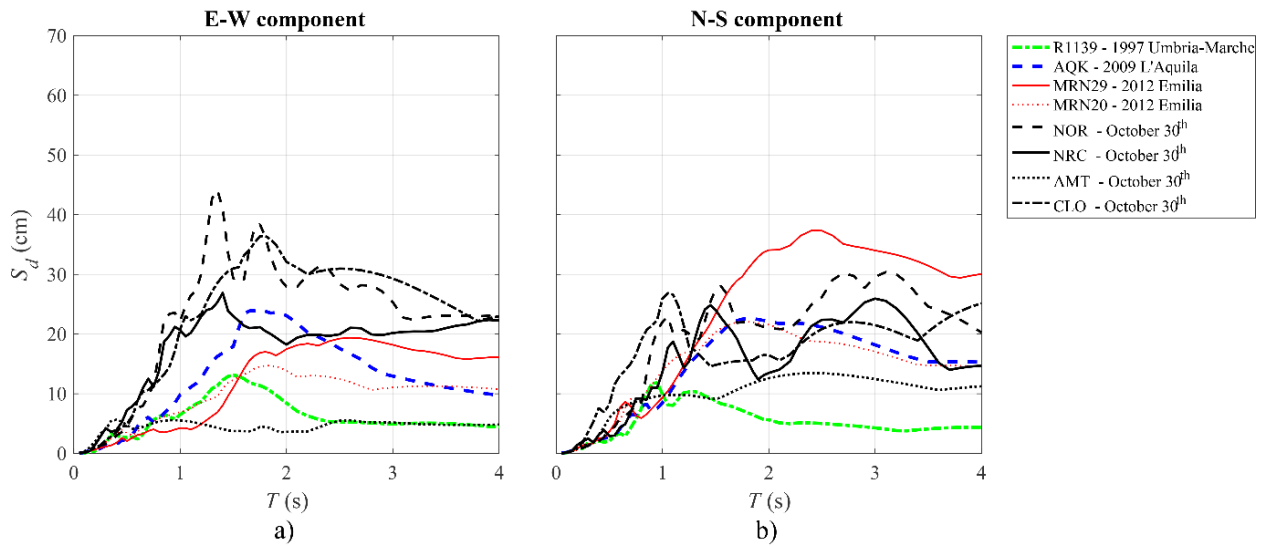 E-W component
N-S component
70
60
50
40
30
20
10
0
S_d (cm)
0
1
2
3
4
T (s)
a)
0
1
2
3
4
T (s)
b)
R1139 - 1997 Umbria-Marche
AQK - 2009 L'Aquila
MRN29 - 2012 Emilia
MRN20 - 2012 Emilia
NOR - October 30th
NRC - October 30th
AMT - October 30th
CLO - October 30th